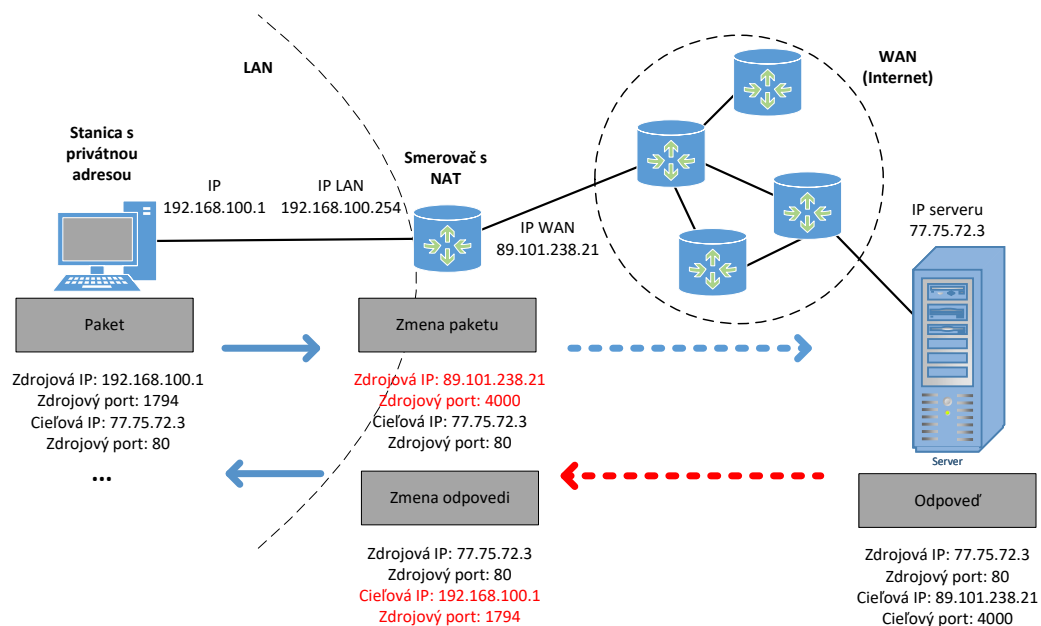 LAN
WAN
(Internet)
Stanica s
privátnou
adresou
IP
192.168.100.1
IP LAN
192.168.100.254
Smerovač s
NAT
IP WAN
89.101.238.21
IP serveru
77.75.72.3
Paket
Zmena paketu
Zdrojová IP: 192.168.100.1
Zdrojový port: 1794
Cieľová IP: 77.75.72.3
Zdrojový port: 80
...
Zdrojová IP: 89.101.238.21
Zdrojový port: 4000
Cieľová IP: 77.75.72.3
Zdrojový port: 80
Server
Zmena odpovedi
Odpoveď
Zdrojová IP: 77.75.72.3
Zdrojový port: 80
Cieľová IP: 192.168.100.1
Zdrojový port: 1794
Zdrojová IP: 77.75.72.3
Zdrojový port: 80
Cieľová IP: 89.101.238.21
Cieľový port: 4000